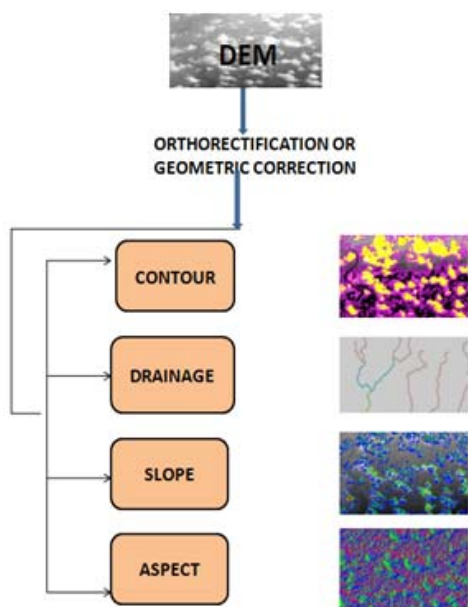 DEM
ORTHORECTIFICATION OR
GEOMETRIC CORRECTION
CONTOUR
DRAINAGE
SLOPE
ASPECT